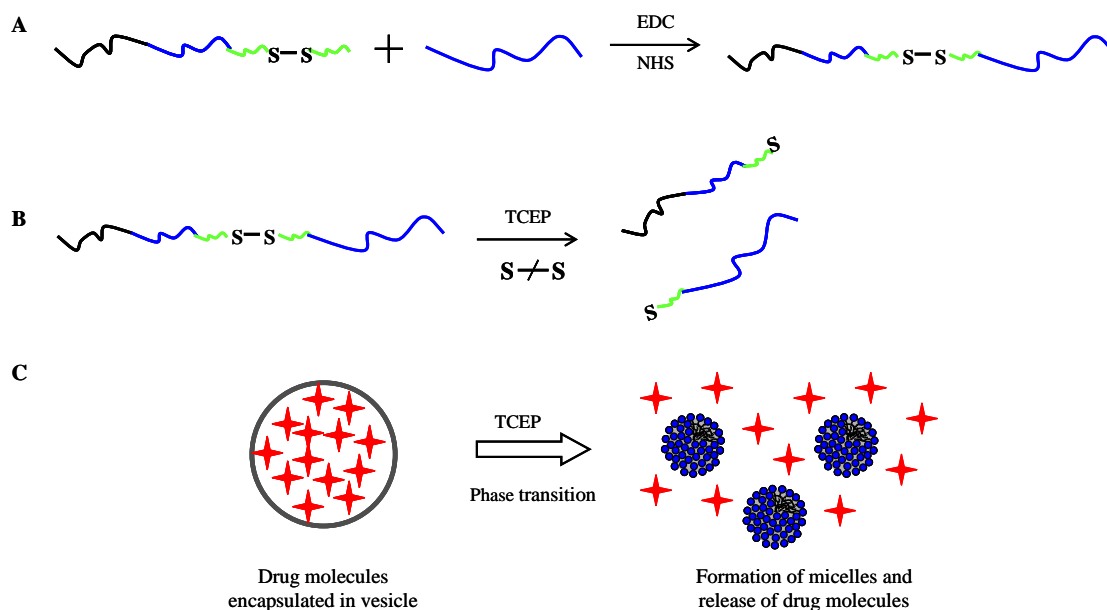 A
S–S
EDC
NHS
S–S
B
S–S
TCEP
S≁S
S
S
C
TCEP
Phase transition
Drug molecules
encapsulated in vesicle
Formation of micelles and
release of drug molecules